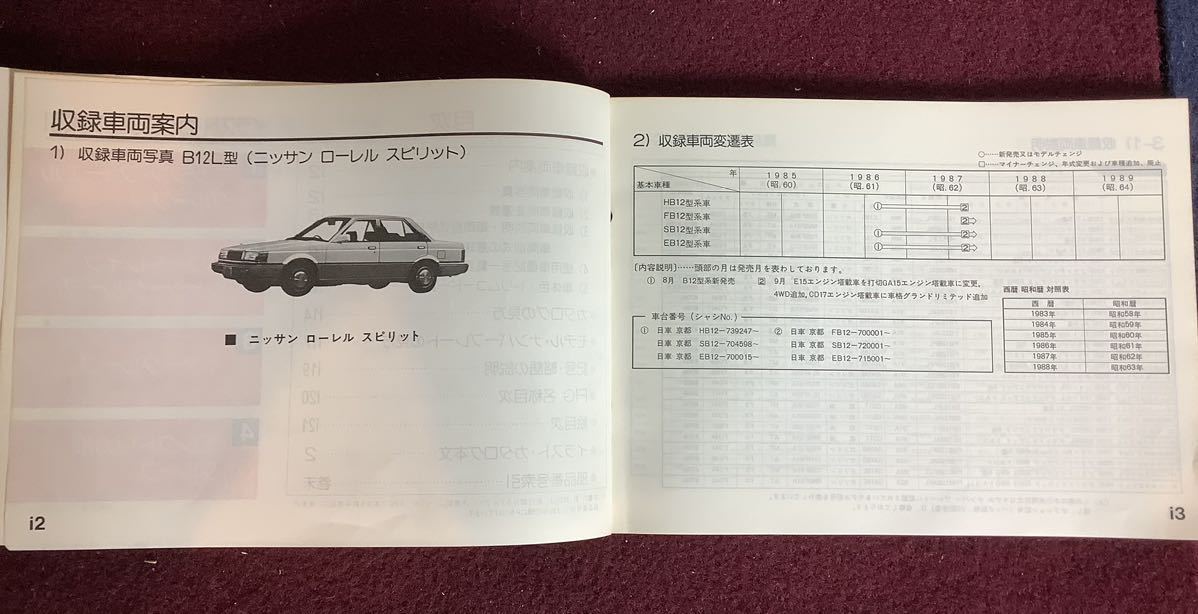 収録車両案内
1) 収録車両写真 B12L型 (ニッサン ローレル スピリット)
■ ニッサン ローレル スピリット
i2
2) 収録車両変遷表
○……新発売又はモデルチェンジ
□……マイナーチェンジ、年式変更および車種追加、廃止
年
基本車種
1985 (昭.60)
1986 (昭.61)
1987 (昭.62)
1988 (昭.63)
1989 (昭.64)
HB12型系車 ① 2
FB12型系車 2
SB12型系車 ① 2
EB12型系車 ① 2
〔内容説明〕……頭部の月は発売月を表わしております。
① 8月 B12型系新発売 2 9月 E15エンジン塔載車を打切GA15エンジン塔載車に変更。
4WD追加, CD17エンジン塔載車に車格グランドリミテッド追加
車台番号 (シャシNo.)
① 日車 京都 HB12-739247~ ② 日車 京都 FB12-700001~
日車 京都 SB12-704598~ 日車 京都 SB12-720001~
日車 京都 EB12-700015~ 日車 京都 EB12-715001~
西暦 昭和暦 対照表
西 暦 昭和暦
1983年 昭和58年
1984年 昭和59年
1985年 昭和60年
1986年 昭和61年
1987年 昭和62年
1988年 昭和63年
i3